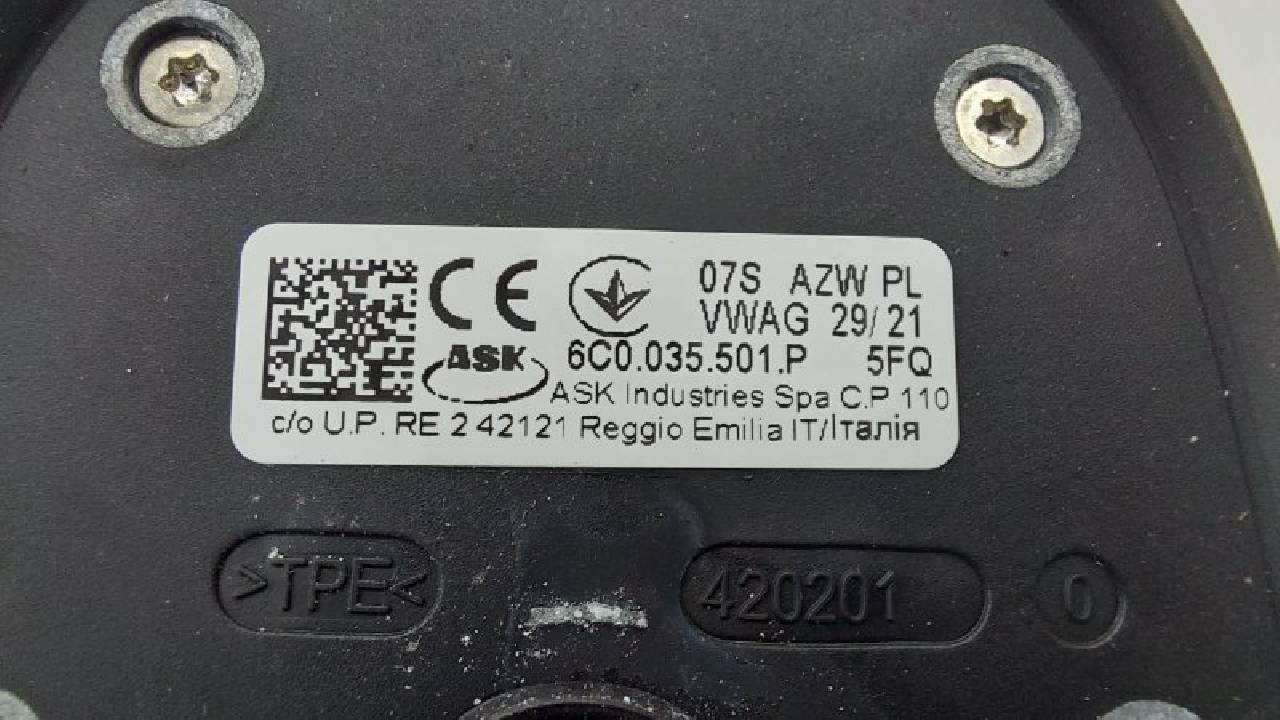 CE 07S AZW PL
VWAG 29/21
ASK 6C0.035.501.P 5FQ
ASK Industries Spa C.P 110
c/o U.P. RE 2 42121 Reggio Emilia IT/Італія
>TPE< 420201 0